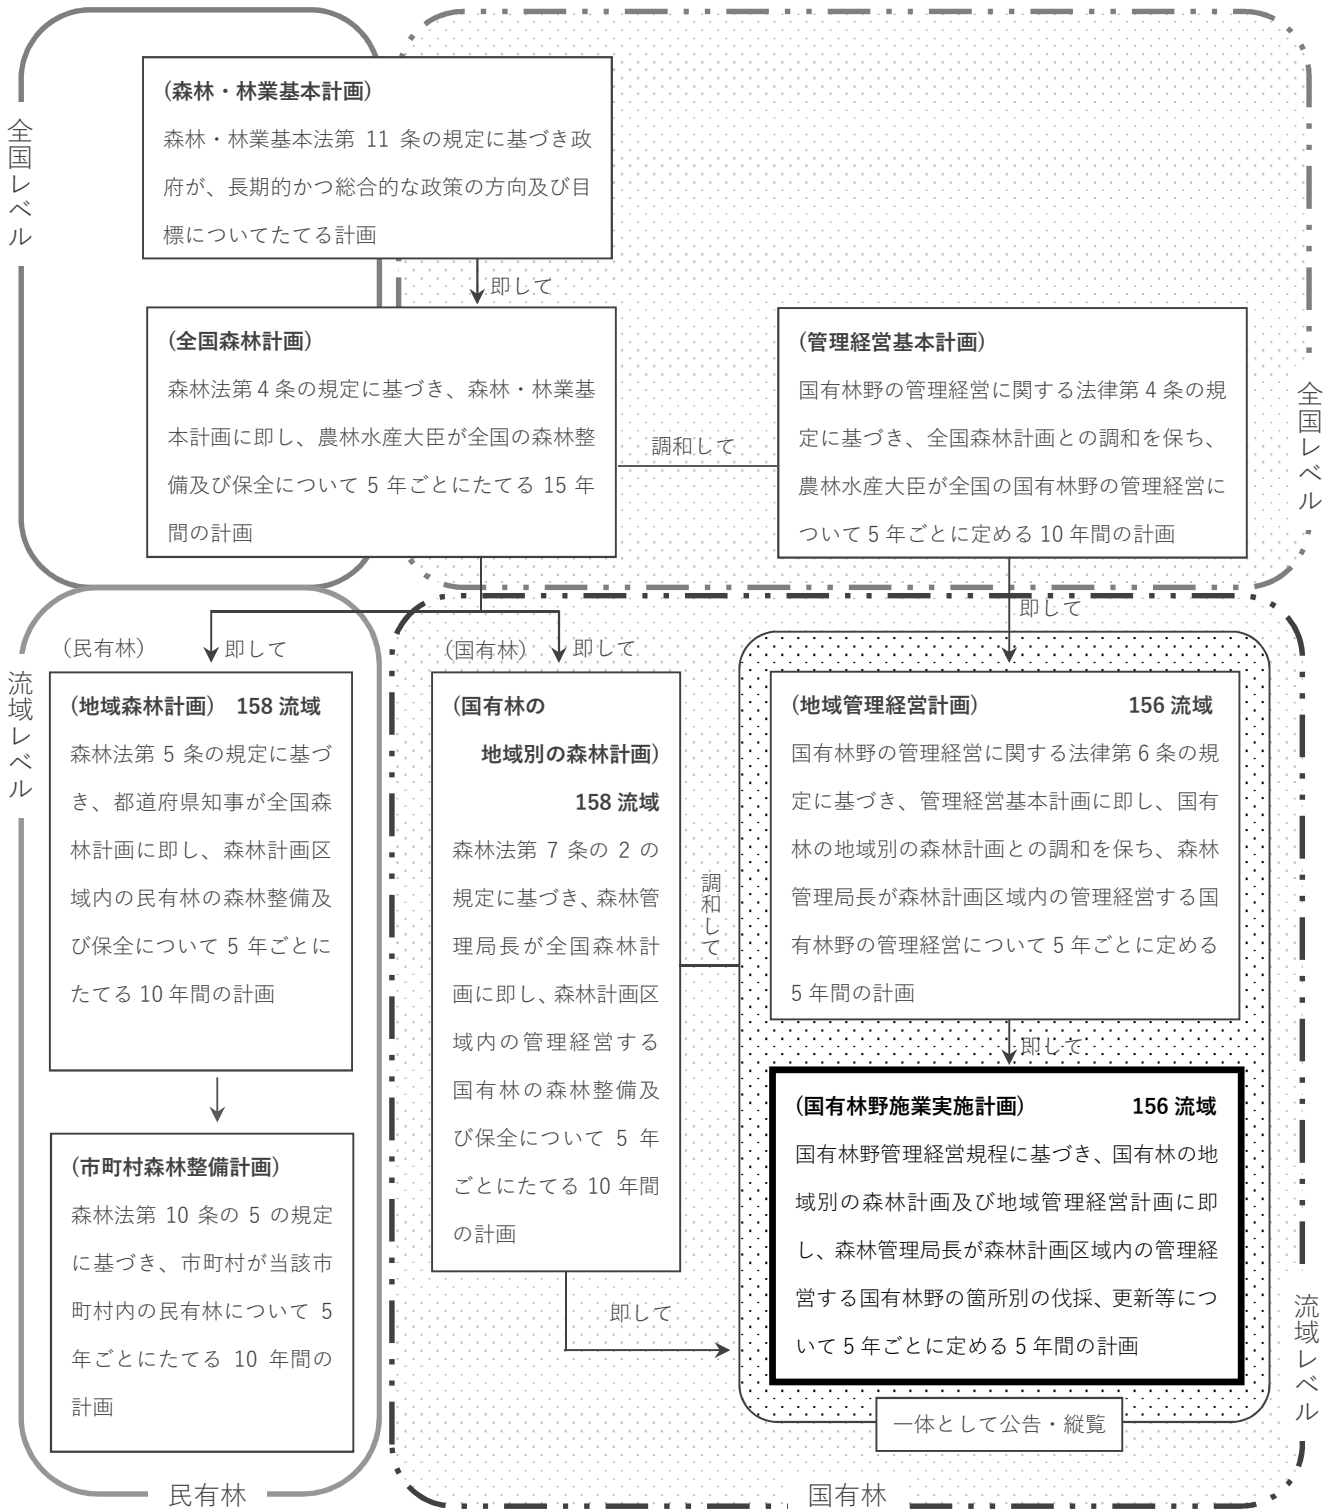 全国レベル
(森林・林業基本計画)
森林・林業基本法第 11 条の規定に基づき政
府が、長期的かつ総合的な政策の方向及び目
標についてたてる計画
即して
(全国森林計画)
森林法第 4 条の規定に基づき、森林・林業基
本計画に即し、農林水産大臣が全国の森林整
備及び保全について 5 年ごとにたてる 15 年
間の計画
調和して
(管理経営基本計画)
国有林野の管理経営に関する法律第 4 条の規
定に基づき、全国森林計画との調和を保ち、
農林水産大臣が全国の国有林野の管理経営に
ついて 5 年ごとに定める 10 年間の計画
全国レベル
即して
流域レベル
（民有林）
即して
（国有林）
即して
(地域森林計画) 158 流域
森林法第 5 条の規定に基づ
き、都道府県知事が全国森
林計画に即し、森林計画区
域内の民有林の森林整備及
び保全について 5 年ごとに
たてる 10 年間の計画
(市町村森林整備計画)
森林法第 10 条の 5 の規定
に基づき、市町村が当該市
町村内の民有林について 5
年ごとにたてる 10 年間の
計画
民有林
(国有林の
地域別の森林計画)
158 流域
森林法第 7 条の 2 の
規定に基づき、森林管
理局長が全国森林計
画に即し、森林計画区
域内の管理経営する
国有林の森林整備及
び保全について 5 年
ごとにたてる 10 年間
の計画
調和して
即して
(地域管理経営計画) 156 流域
国有林野の管理経営に関する法律第 6 条の規
定に基づき、管理経営基本計画に即し、国有
林の地域別の森林計画との調和を保ち、森林
管理局長が森林計画区域内の管理経営する国
有林野の管理経営について 5 年ごとに定める
5 年間の計画
即して
(国有林野施業実施計画) 156 流域
国有林野管理経営規程に基づき、国有林の地
域別の森林計画及び地域管理経営計画に即
し、森林管理局長が森林計画区域内の管理経
営する国有林野の箇所別の伐採、更新等につ
いて 5 年ごとに定める 5 年間の計画
一体として公告・縦覧
流域レベル
国有林